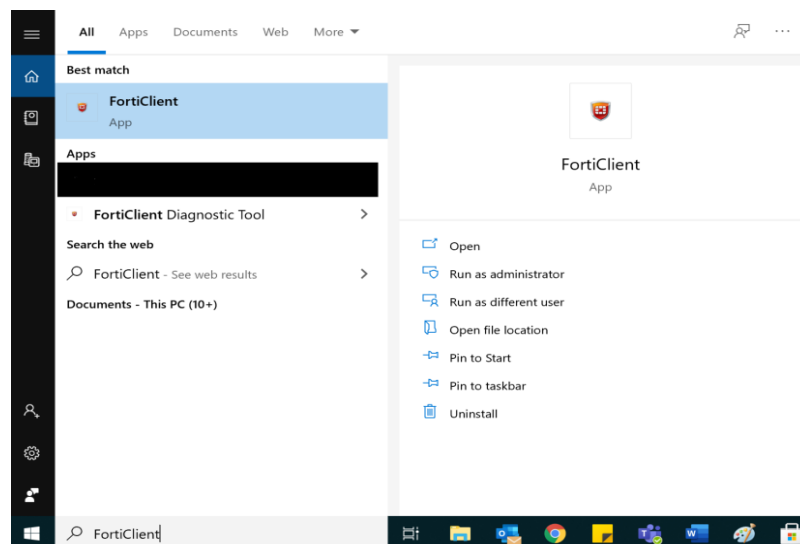 All Apps Documents Web More
Best match
FortiClient
App
Apps
FortiClient Diagnostic Tool
Search the web
FortiClient - See web results
Documents - This PC (10+)
FortiClient
App
Open
Run as administrator
Run as different user
Open file location
Pin to Start
Pin to taskbar
Uninstall
FortiClient